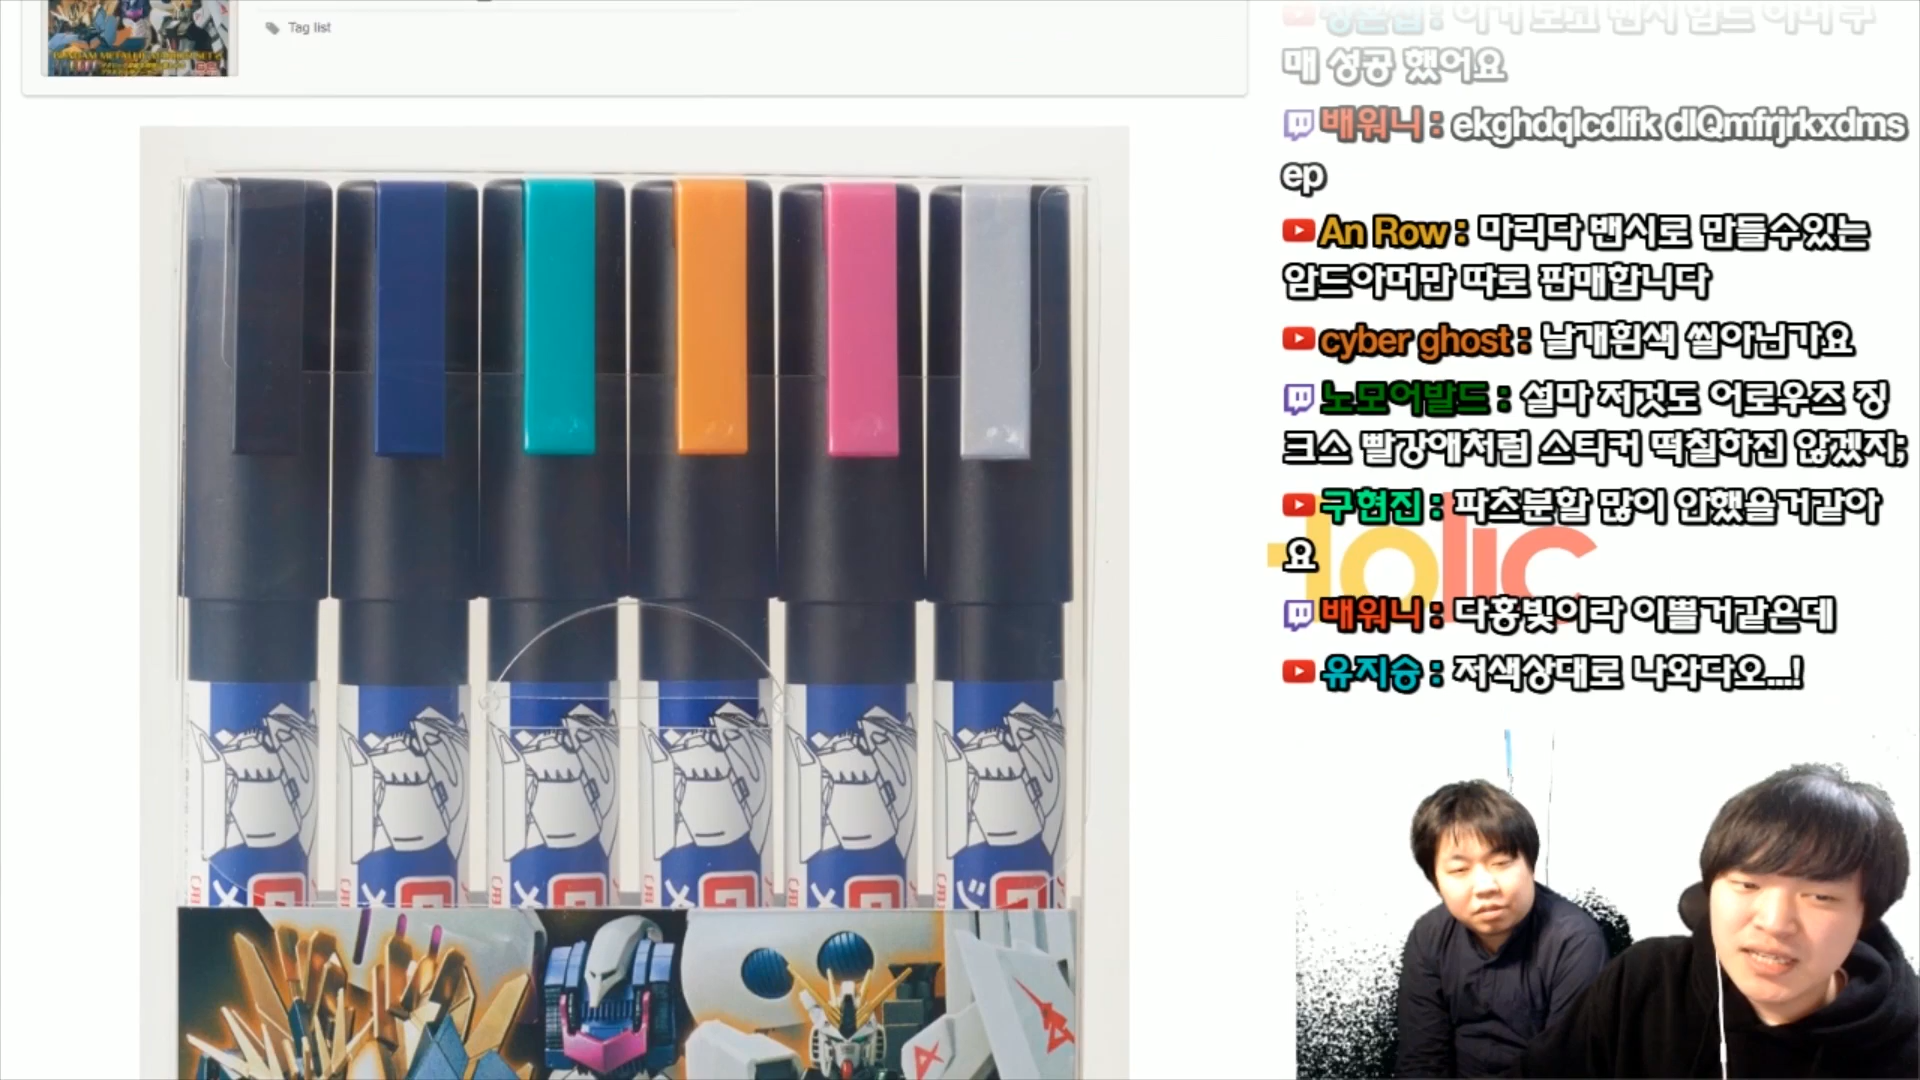 Tag list
GUNDAM METALLIC MARKER SET 2
매 성공 했어요
배워니 : ekghdqlcdlfk dlQmfrjrkxdms
ep
An Row : 마리다 밴시로 만들수있는
암드아머만 따로 판매합니다
cyber ghost : 날개흰색 씰아닌가요
노모어발드 : 설마 저것도 어로우즈 징
크스 빨강애처럼 스티커 떡칠하진 않겠지;
구현진 : 파츠분할 많이 안했을거같아
요
배워니 : 다홍빛이라 이쁠거같은데
유지승 : 저색상대로 나와다오...!